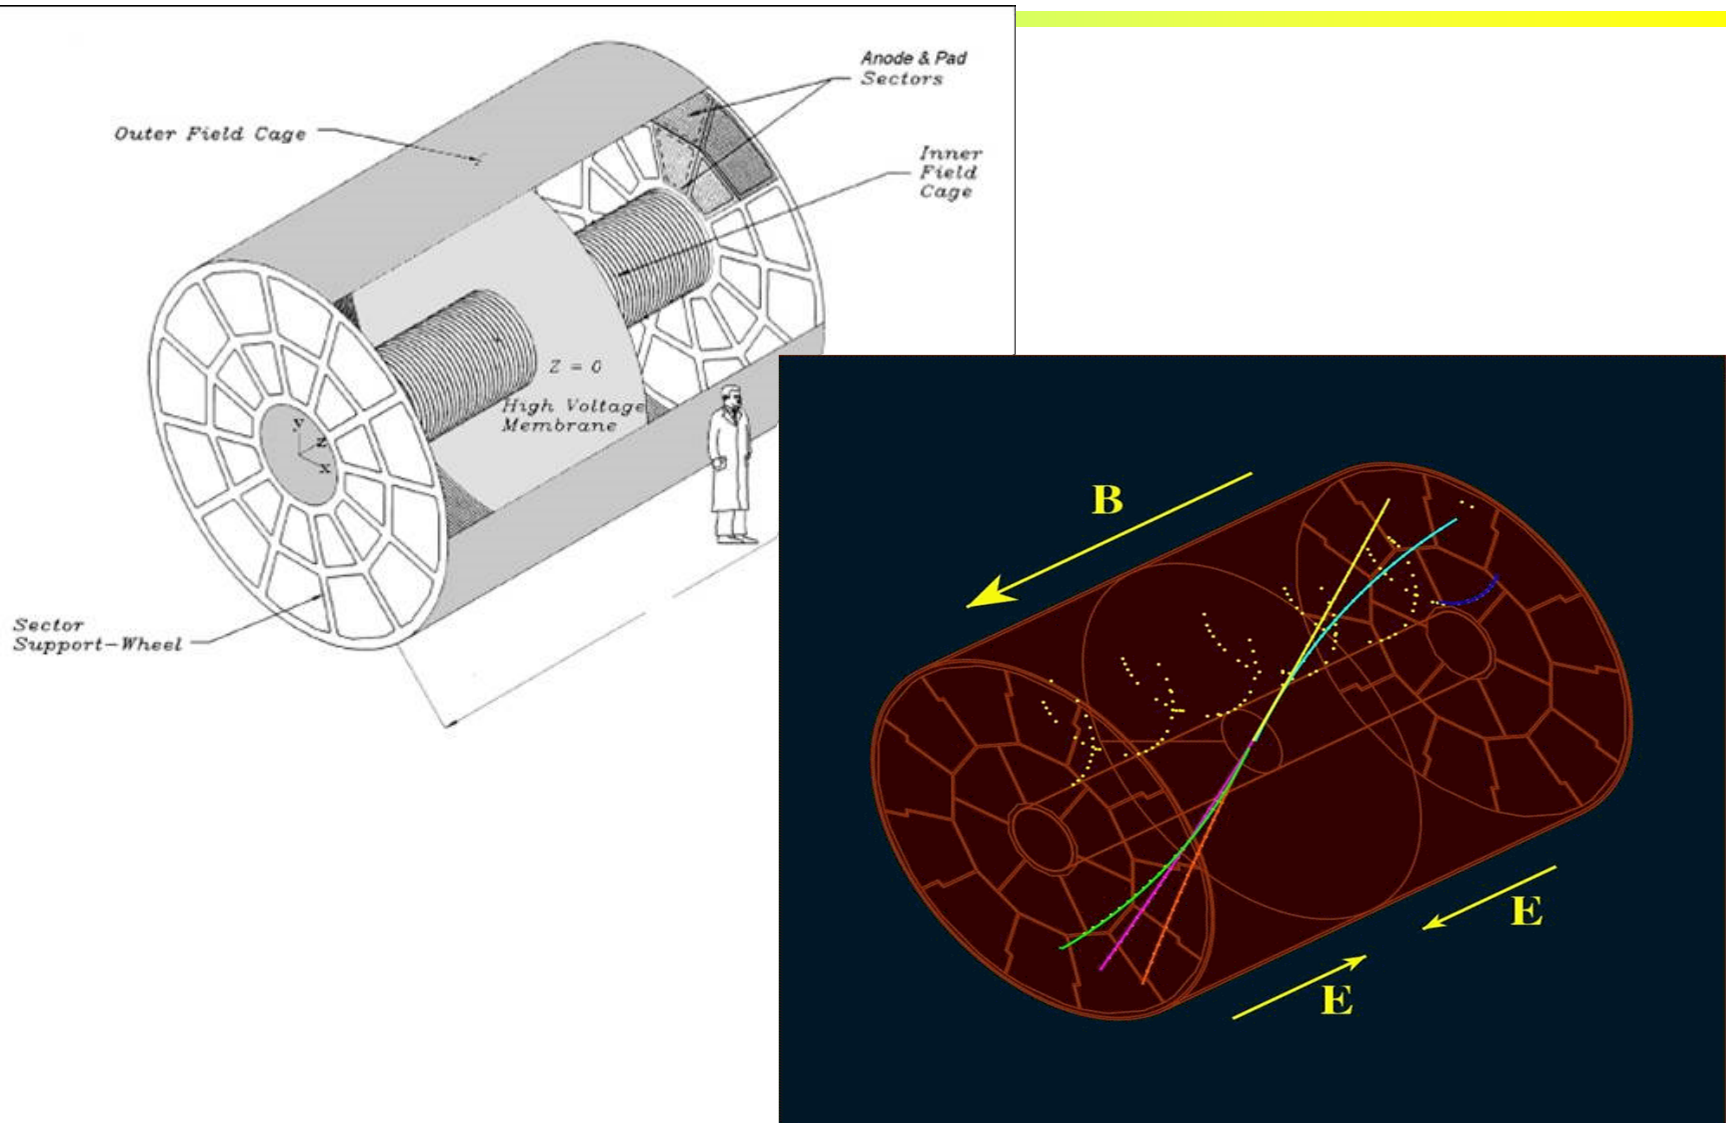 Anode & Pad
Sectors
Outer Field Cage
Inner
Field
Cage
Z = 0
High Voltage
Membrane
y
z
x
Sector
Support-Wheel
B
E
E